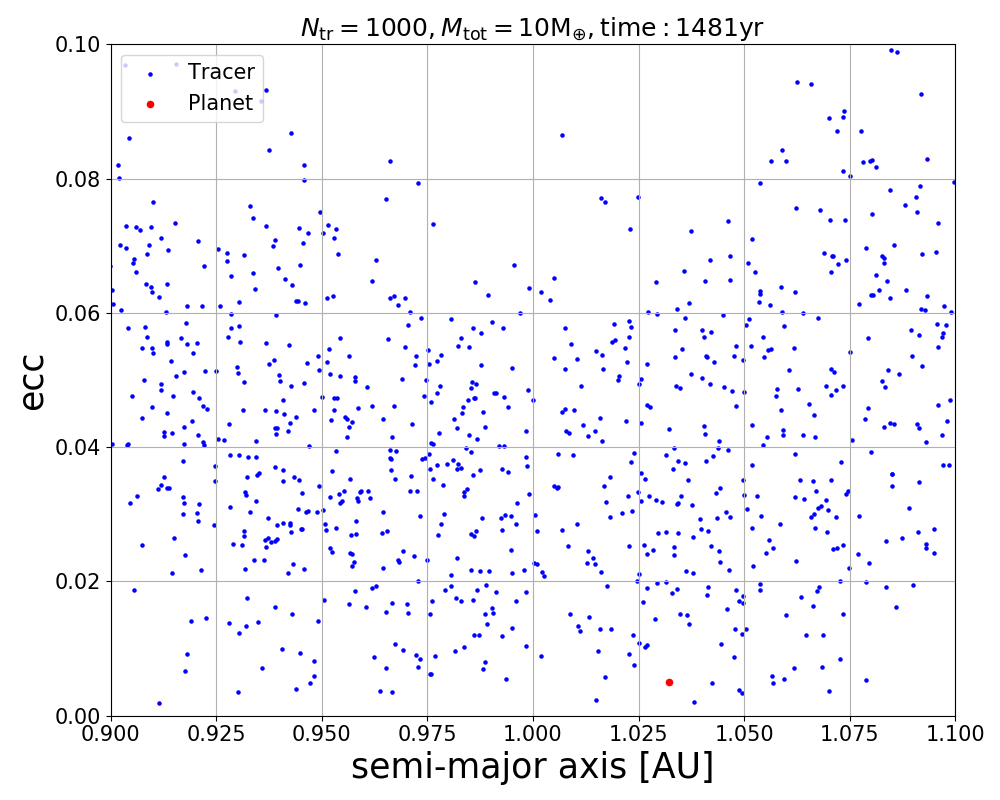 N_tr = 1000, M_tot = 10M_⊕, time : 1481yr
Tracer
Planet
0.10
0.08
0.06
0.04
0.02
0.00
ecc
0.900 0.925 0.950 0.975 1.000 1.025 1.050 1.075 1.100
semi-major axis [AU]